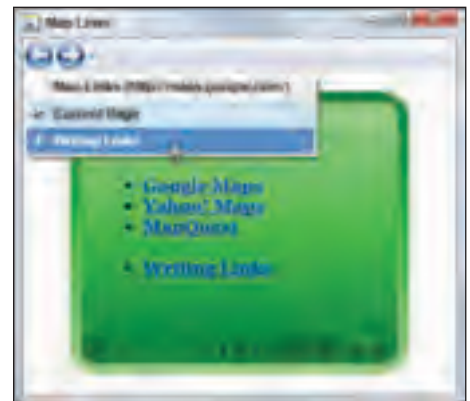 Map Links
Map Links (http://maps.google.com/)
Current Page
Writing Links
Google Maps
Yahoo! Maps
MapQuest
Writing Links